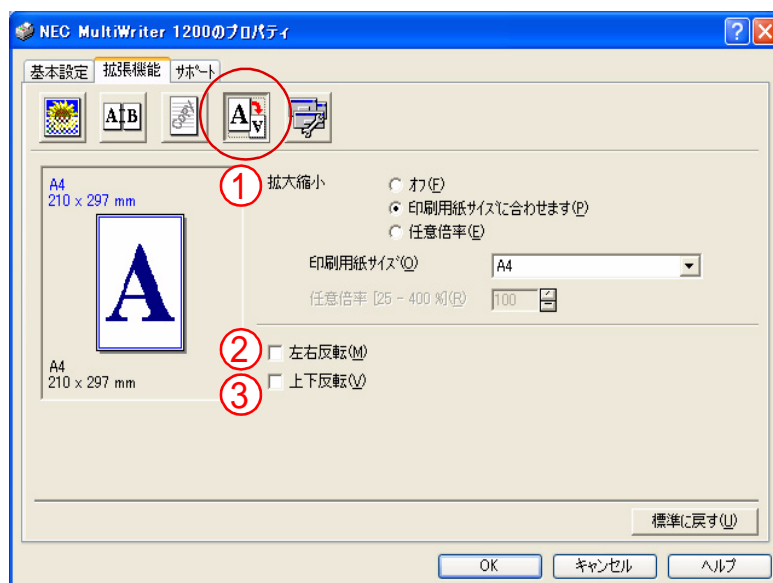 NEC MultiWriter 1200のプロパティ
基本設定 拡張機能 サポート
A B
Copy
A A
① 拡大縮小
オフ(F)
印刷用紙サイズに合わせます(P)
任意倍率(E)
印刷用紙サイズ(O) A4
任意倍率 [25 - 400 %](R) 100
A4
210 x 297 mm
A
A4
210 x 297 mm
② 左右反転(M)
③ 上下反転(V)
標準に戻す(U)
OK キャンセル ヘルプ